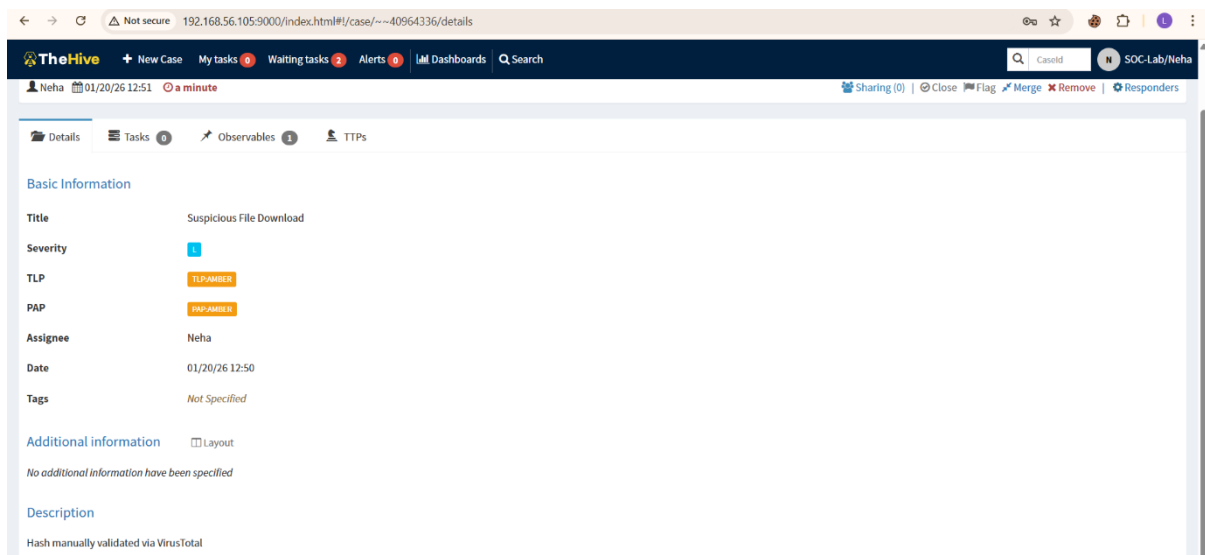 Not secure 192.168.56.105:9000/index.html#!/case/~~40964336/details
L
TheHive + New Case My tasks 0 Waiting tasks 2 Alerts 0 Dashboards Search CaseId N SOC-Lab/Neha
Neha 01/20/26 12:51 a minute Sharing (0) | Close Flag Merge Remove | Responders
Details Tasks 0 Observables 1 TTPs
Basic Information
Title Suspicious File Download
Severity L
TLP TLP:AMBER
PAP PAP:AMBER
Assignee Neha
Date 01/20/26 12:50
Tags Not Specified
Additional information Layout
No additional information have been specified
Description
Hash manually validated via VirusTotal